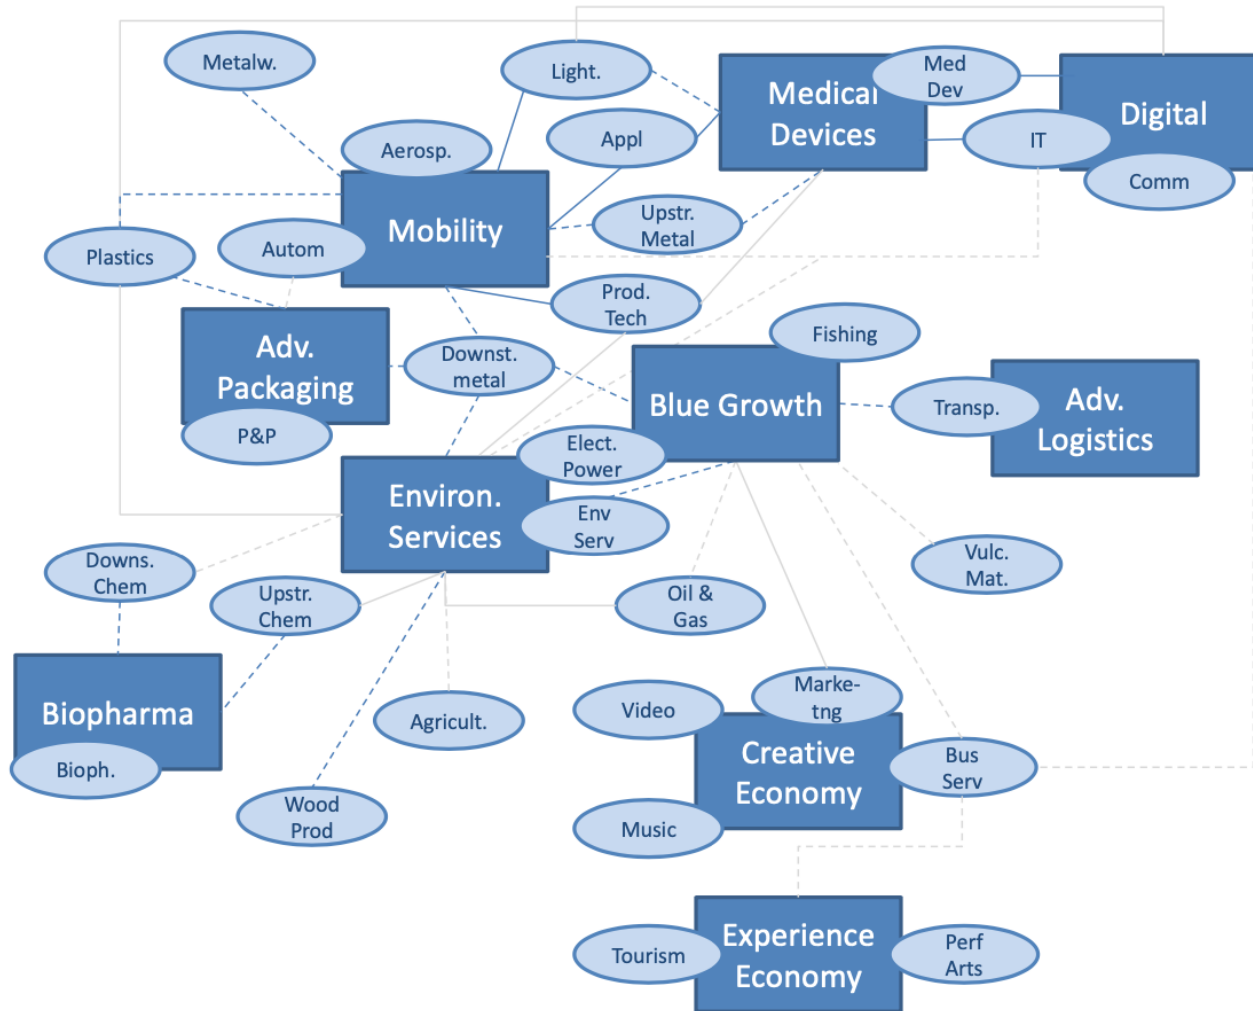 Metalw.
Light.
Medical
Devices
Med
Dev
Digital
Appl
IT
Aerosp.
Comm
Mobility
Upstr.
Metal
Plastics
Autom
Prod.
Tech
Fishing
Adv.
Packaging
Downst.
metal
Blue Growth
Transp.
Adv.
Logistics
P&P
Elect.
Power
Environ.
Services
Env
Serv
Downs.
Chem
Vulc.
Mat.
Upstr.
Chem
Oil &
Gas
Biopharma
Agricult.
Video
Marke-
tng
Bioph.
Creative
Economy
Bus
Serv
Wood
Prod
Music
Tourism
Experience
Economy
Perf
Arts